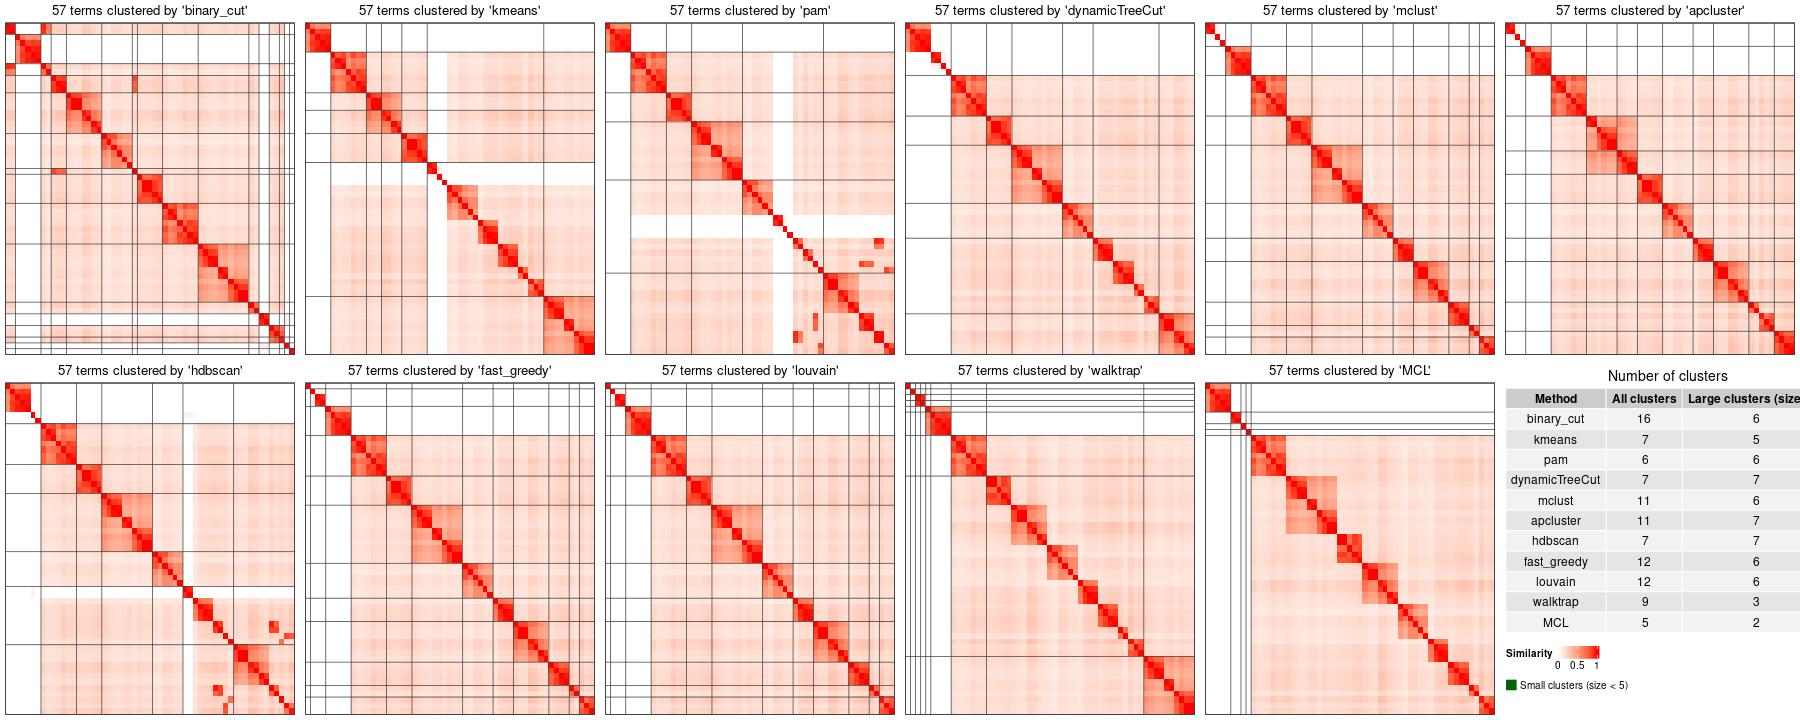 57 terms clustered by 'binary_cut'
57 terms clustered by 'kmeans'
57 terms clustered by 'pam'
57 terms clustered by 'dynamicTreeCut'
57 terms clustered by 'mclust'
57 terms clustered by 'apcluster'
57 terms clustered by 'hdbscan'
57 terms clustered by 'fast_greedy'
57 terms clustered by 'louvain'
57 terms clustered by 'walktrap'
57 terms clustered by 'MCL'
Number of clusters
Method All clusters Large clusters (size
binary_cut 16 6
kmeans 7 5
pam 6 6
dynamicTreeCut 7 7
mclust 11 6
apcluster 11 7
hdbscan 7 7
fast_greedy 12 6
louvain 12 6
walktrap 9 3
MCL 5 2
Similarity
0 0.5 1
Small clusters (size < 5)